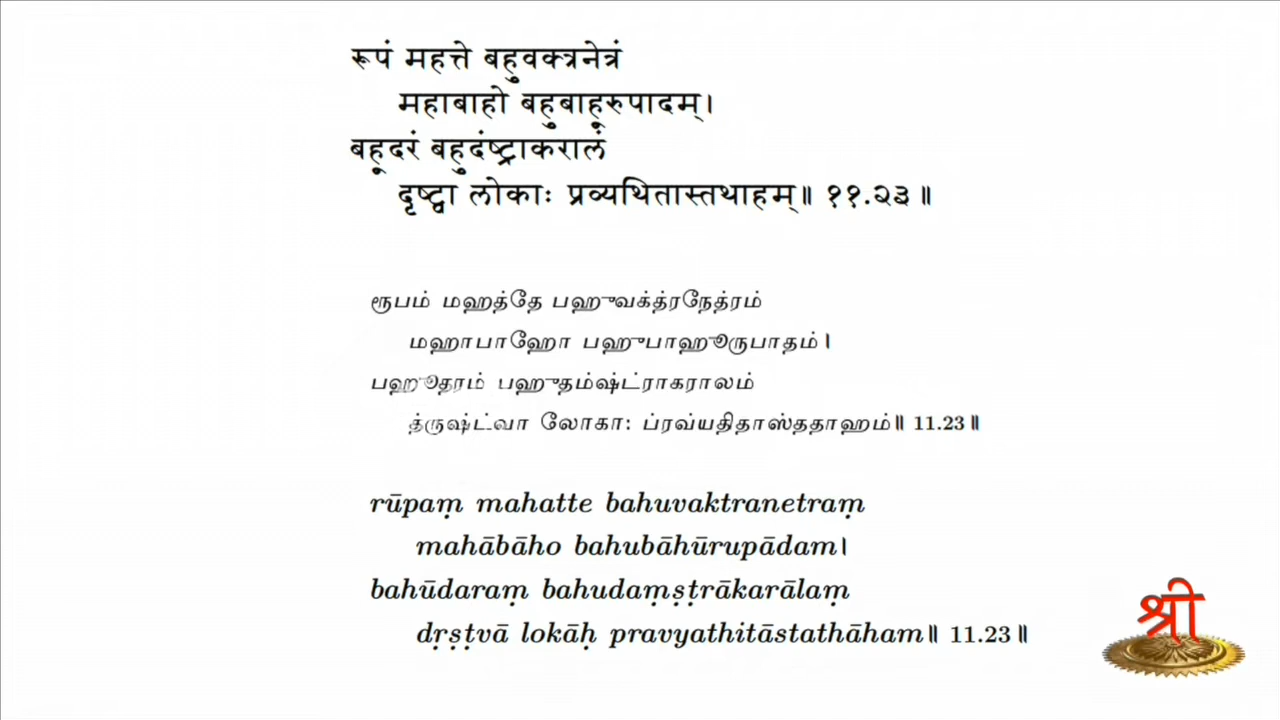 रूपं महत्ते बहुवक्त्रनेत्रं
महाबाहो बहुबाहूरुपादम्।
बहूदरं बहुदंष्ट्राकरालं
दृष्ट्वा लोकाः प्रव्यथितास्तथाहम्॥ ११.२३॥
ரூபம் மஹத்தே பஹுவக்த்ரநேத்ரம்
மஹாபாஹோ பஹுபாஹூருபாதம்।
பஹூதரம் பஹுதம்ஷ்ட்ராகராலம்
த்ருஷ்ட்வா லோகா: ப்ரவ்யதிதாஸ்ததாஹம்॥ 11.23॥
rūpaṃ mahatte bahuvaktranetraṃ
mahābāho bahubāhūrupādam।
bahūdaraṃ bahudaṃṣṭrākarālaṃ
dṛṣṭvā lokāḥ pravyathitāstathāham॥ 11.23॥
श्री